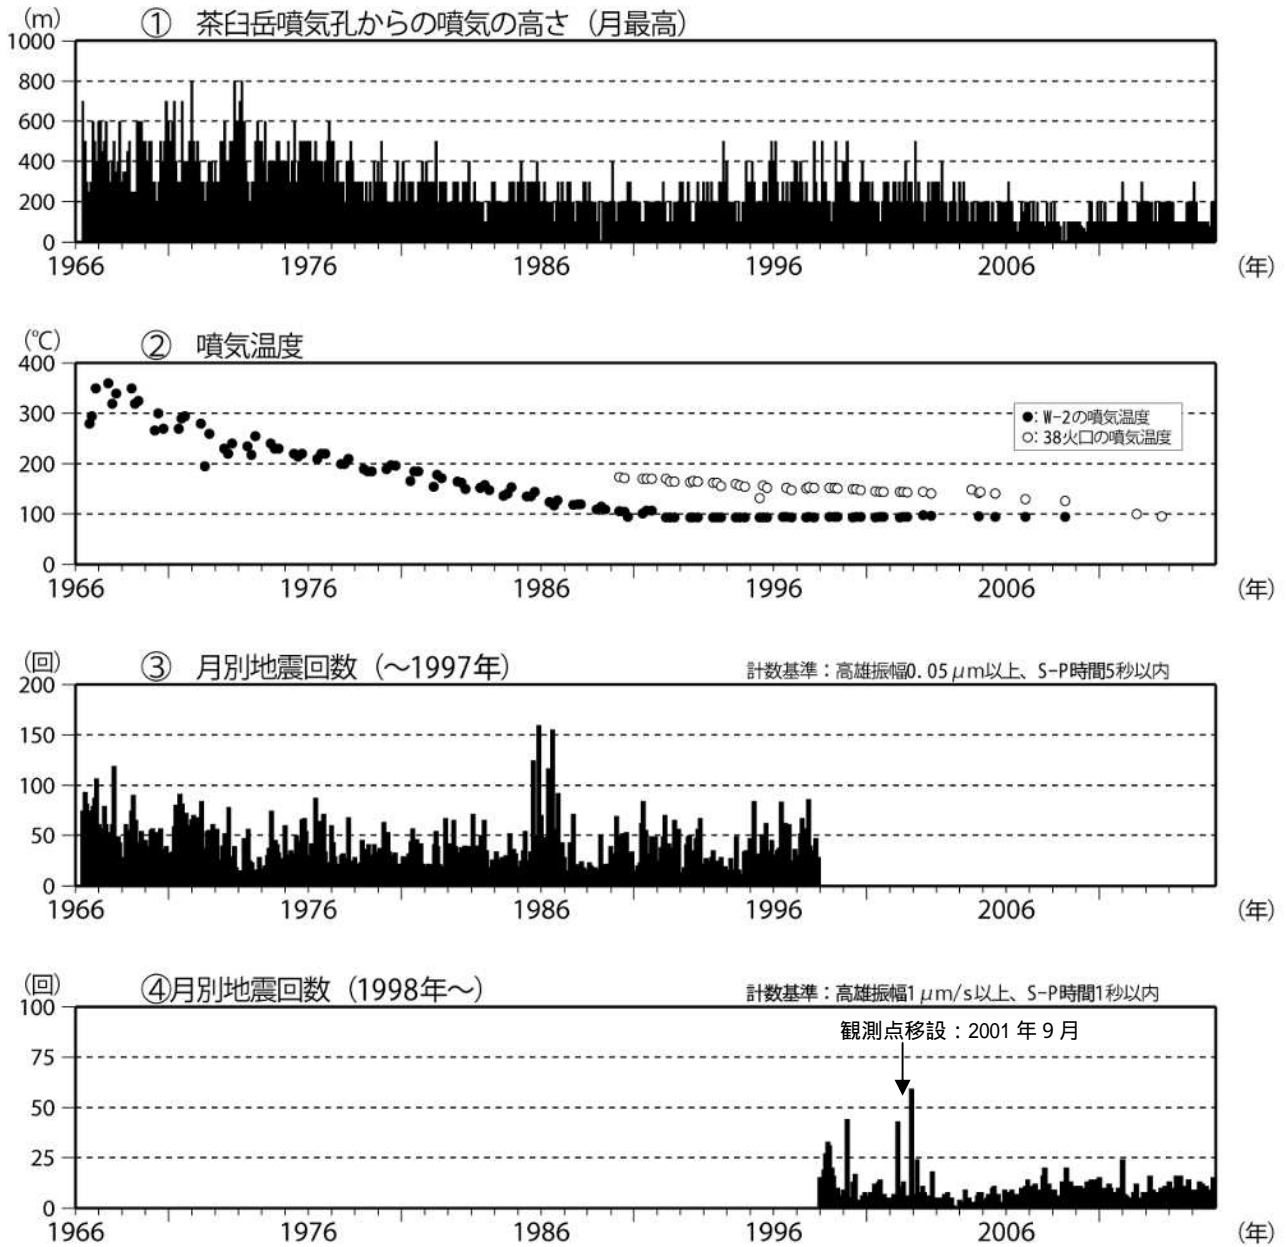 (m)
① 茶臼岳噴気孔からの噴気の高さ（月最高）
1000
800
600
400
200
0
1966 1976 1986 1996 2006 (年)
(℃)
② 噴気温度
400
300
200
100
0
●: W-2の噴気温度
○: 38火口の噴気温度
1966 1976 1986 1996 2006 (年)
(回)
③ 月別地震回数（～1997年）
計数基準：高雄振幅0.05μm以上、S-P時間5秒以内
200
150
100
50
0
1966 1976 1986 1996 2006 (年)
(回)
④月別地震回数（1998年～）
計数基準：高雄振幅1μm/s以上、S-P時間1秒以内
観測点移設：2001年9月
100
75
50
25
0
1966 1976 1986 1996 2006 (年)